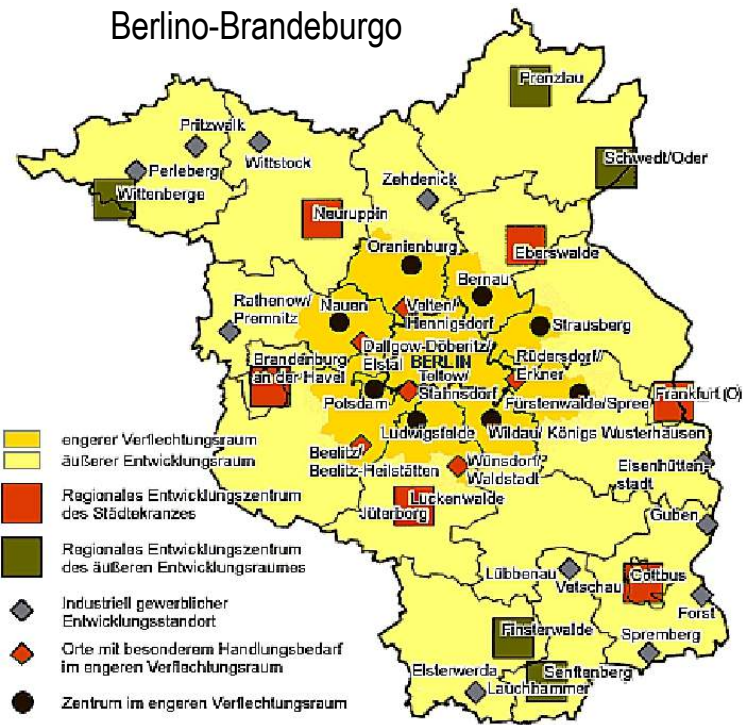 Berlino-Brandeburgo
Prenzlau
Pritzwalk
Wittstock
Schwedt/Oder
Perleberg
Zehdenick
Wittenberge
Neuruppin
Oranienburg
Eberswalde
Bernau
Rathenow/
Premnitz
Nauen
Velten/
Hennigsdorf
Strausberg
Dallgow-Döberitz/
Elstal
BERLIN
Rüdersdorf/
Erkner
Brandenburg
an der Havel
Teltow/
Stahnsdorf
Potsdam
Fürstenwalde/Spree
Frankfurt (O)
Ludwigsfelde
Wildau/ Königs Wusterhausen
Beelitz/
Beelitz-Heilstätten
Wünsdorf/
Waldstadt
Eisenhütten-
stadt
Luckenwalde
Jüterborg
Guben
Lübbenau
Vetschau
Cottbus
Forst
Finsterwalde
Spremberg
Elsterwerda
Senftenberg
Lauchhammer
engerer Verflechtungsraum
äußerer Entwicklungsraum
Regionales Entwicklungszentrum
des Städtekranzes
Regionales Entwicklungszentrum
des äußeren Entwicklungsraumes
Industriell gewerblicher
Entwicklungsstandort
Orte mit besonderem Handlungsbedarf
im engeren Verflechtungsraum
Zentrum im engeren Verflechtungsraum